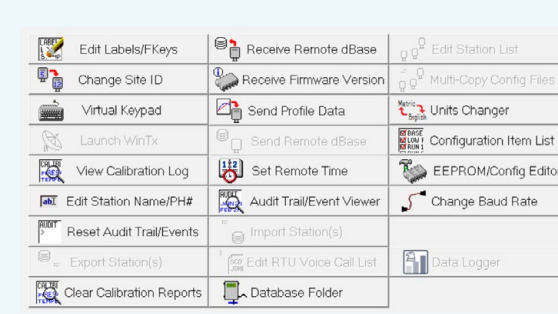 Edit Labels/FKeys Receive Remote dBase Edit Station List
Change Site ID Receive Firmware Version Multi-Copy Config Files
Virtual Keypad Send Profile Data Metric English Units Changer
Launch WinTx Send Remote dBase Configuration Item List
View Calibration Log Set Remote Time EEPROM/Config Edito
Edit Station Name/PH# Audit Trail/Event Viewer Change Baud Rate
Reset Audit Trail/Events Import Station(s)
Export Station(s) Edit RTU Voice Call List Data Logger
Clear Calibration Reports Database Folder